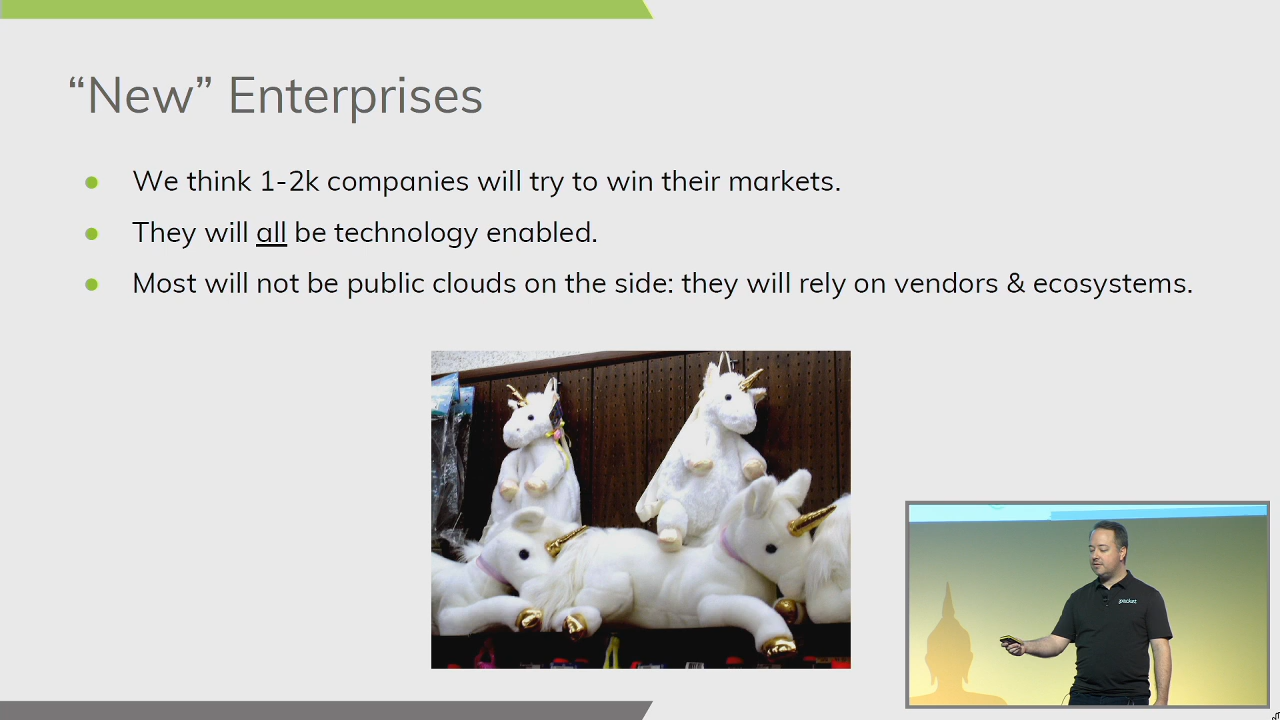 “New” Enterprises
We think 1-2k companies will try to win their markets.
They will all be technology enabled.
Most will not be public clouds on the side: they will rely on vendors & ecosystems.
packet